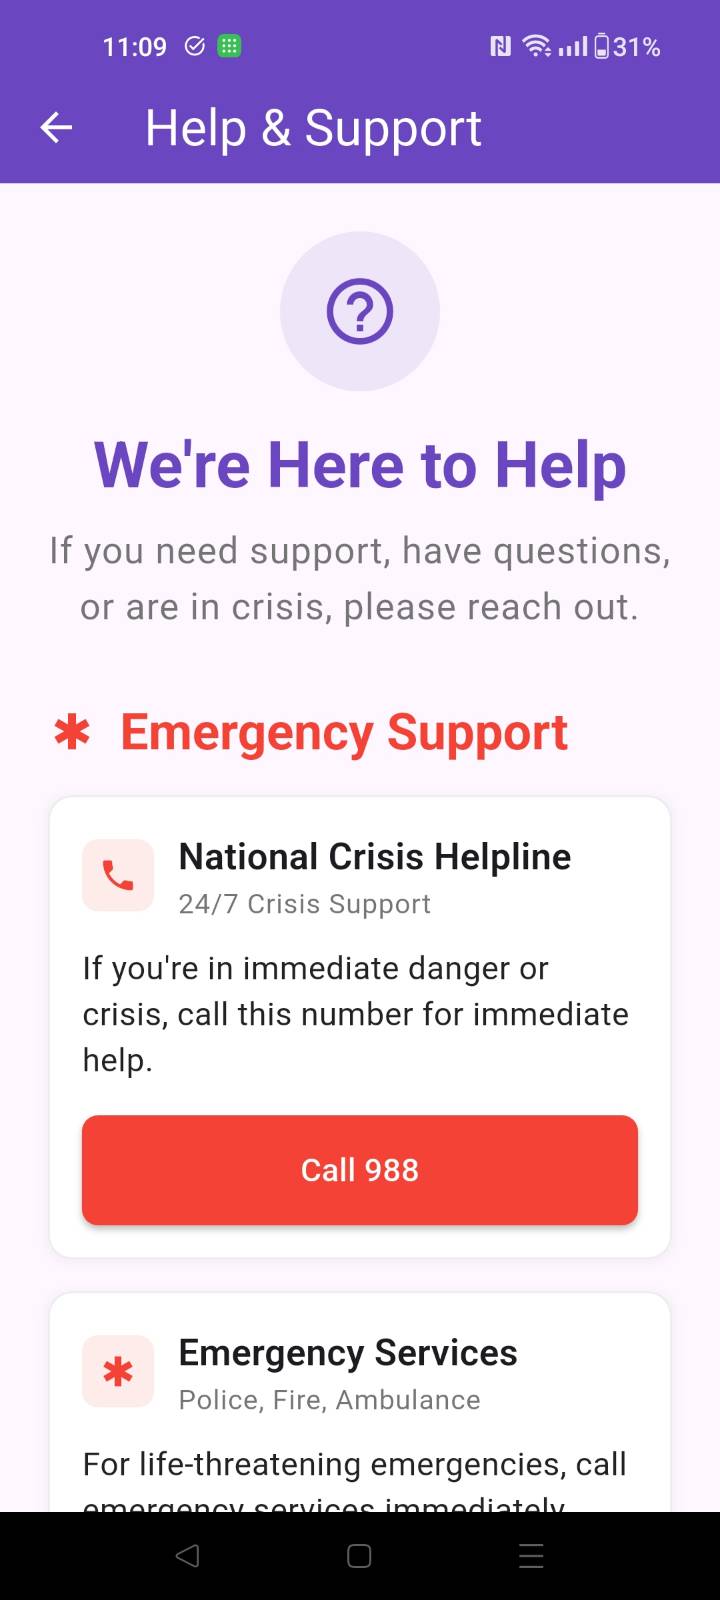 11:09
31%
Help & Support
We're Here to Help
If you need support, have questions,
or are in crisis, please reach out.
Emergency Support
National Crisis Helpline
24/7 Crisis Support
If you're in immediate danger or
crisis, call this number for immediate
help.
Call 988
Emergency Services
Police, Fire, Ambulance
For life-threatening emergencies, call
emergency services immediately